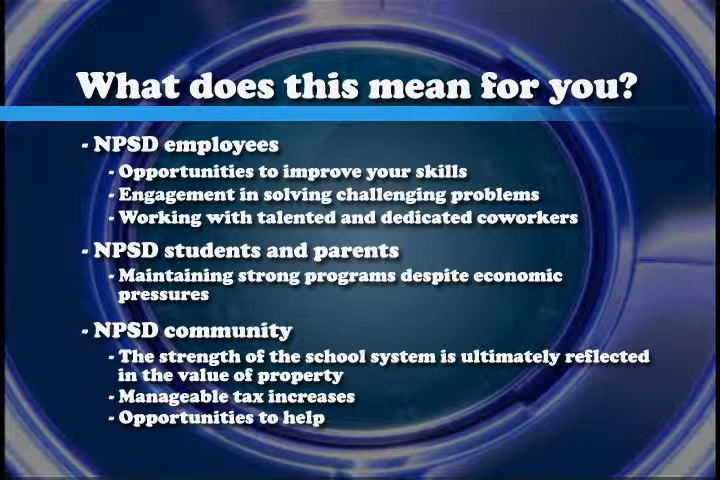 What does this mean for you?
- NPSD employees
- Opportunities to improve your skills
- Engagement in solving challenging problems
- Working with talented and dedicated coworkers
- NPSD students and parents
- Maintaining strong programs despite economic
pressures
- NPSD community
- The strength of the school system is ultimately reflected
in the value of property
- Manageable tax increases
- Opportunities to help